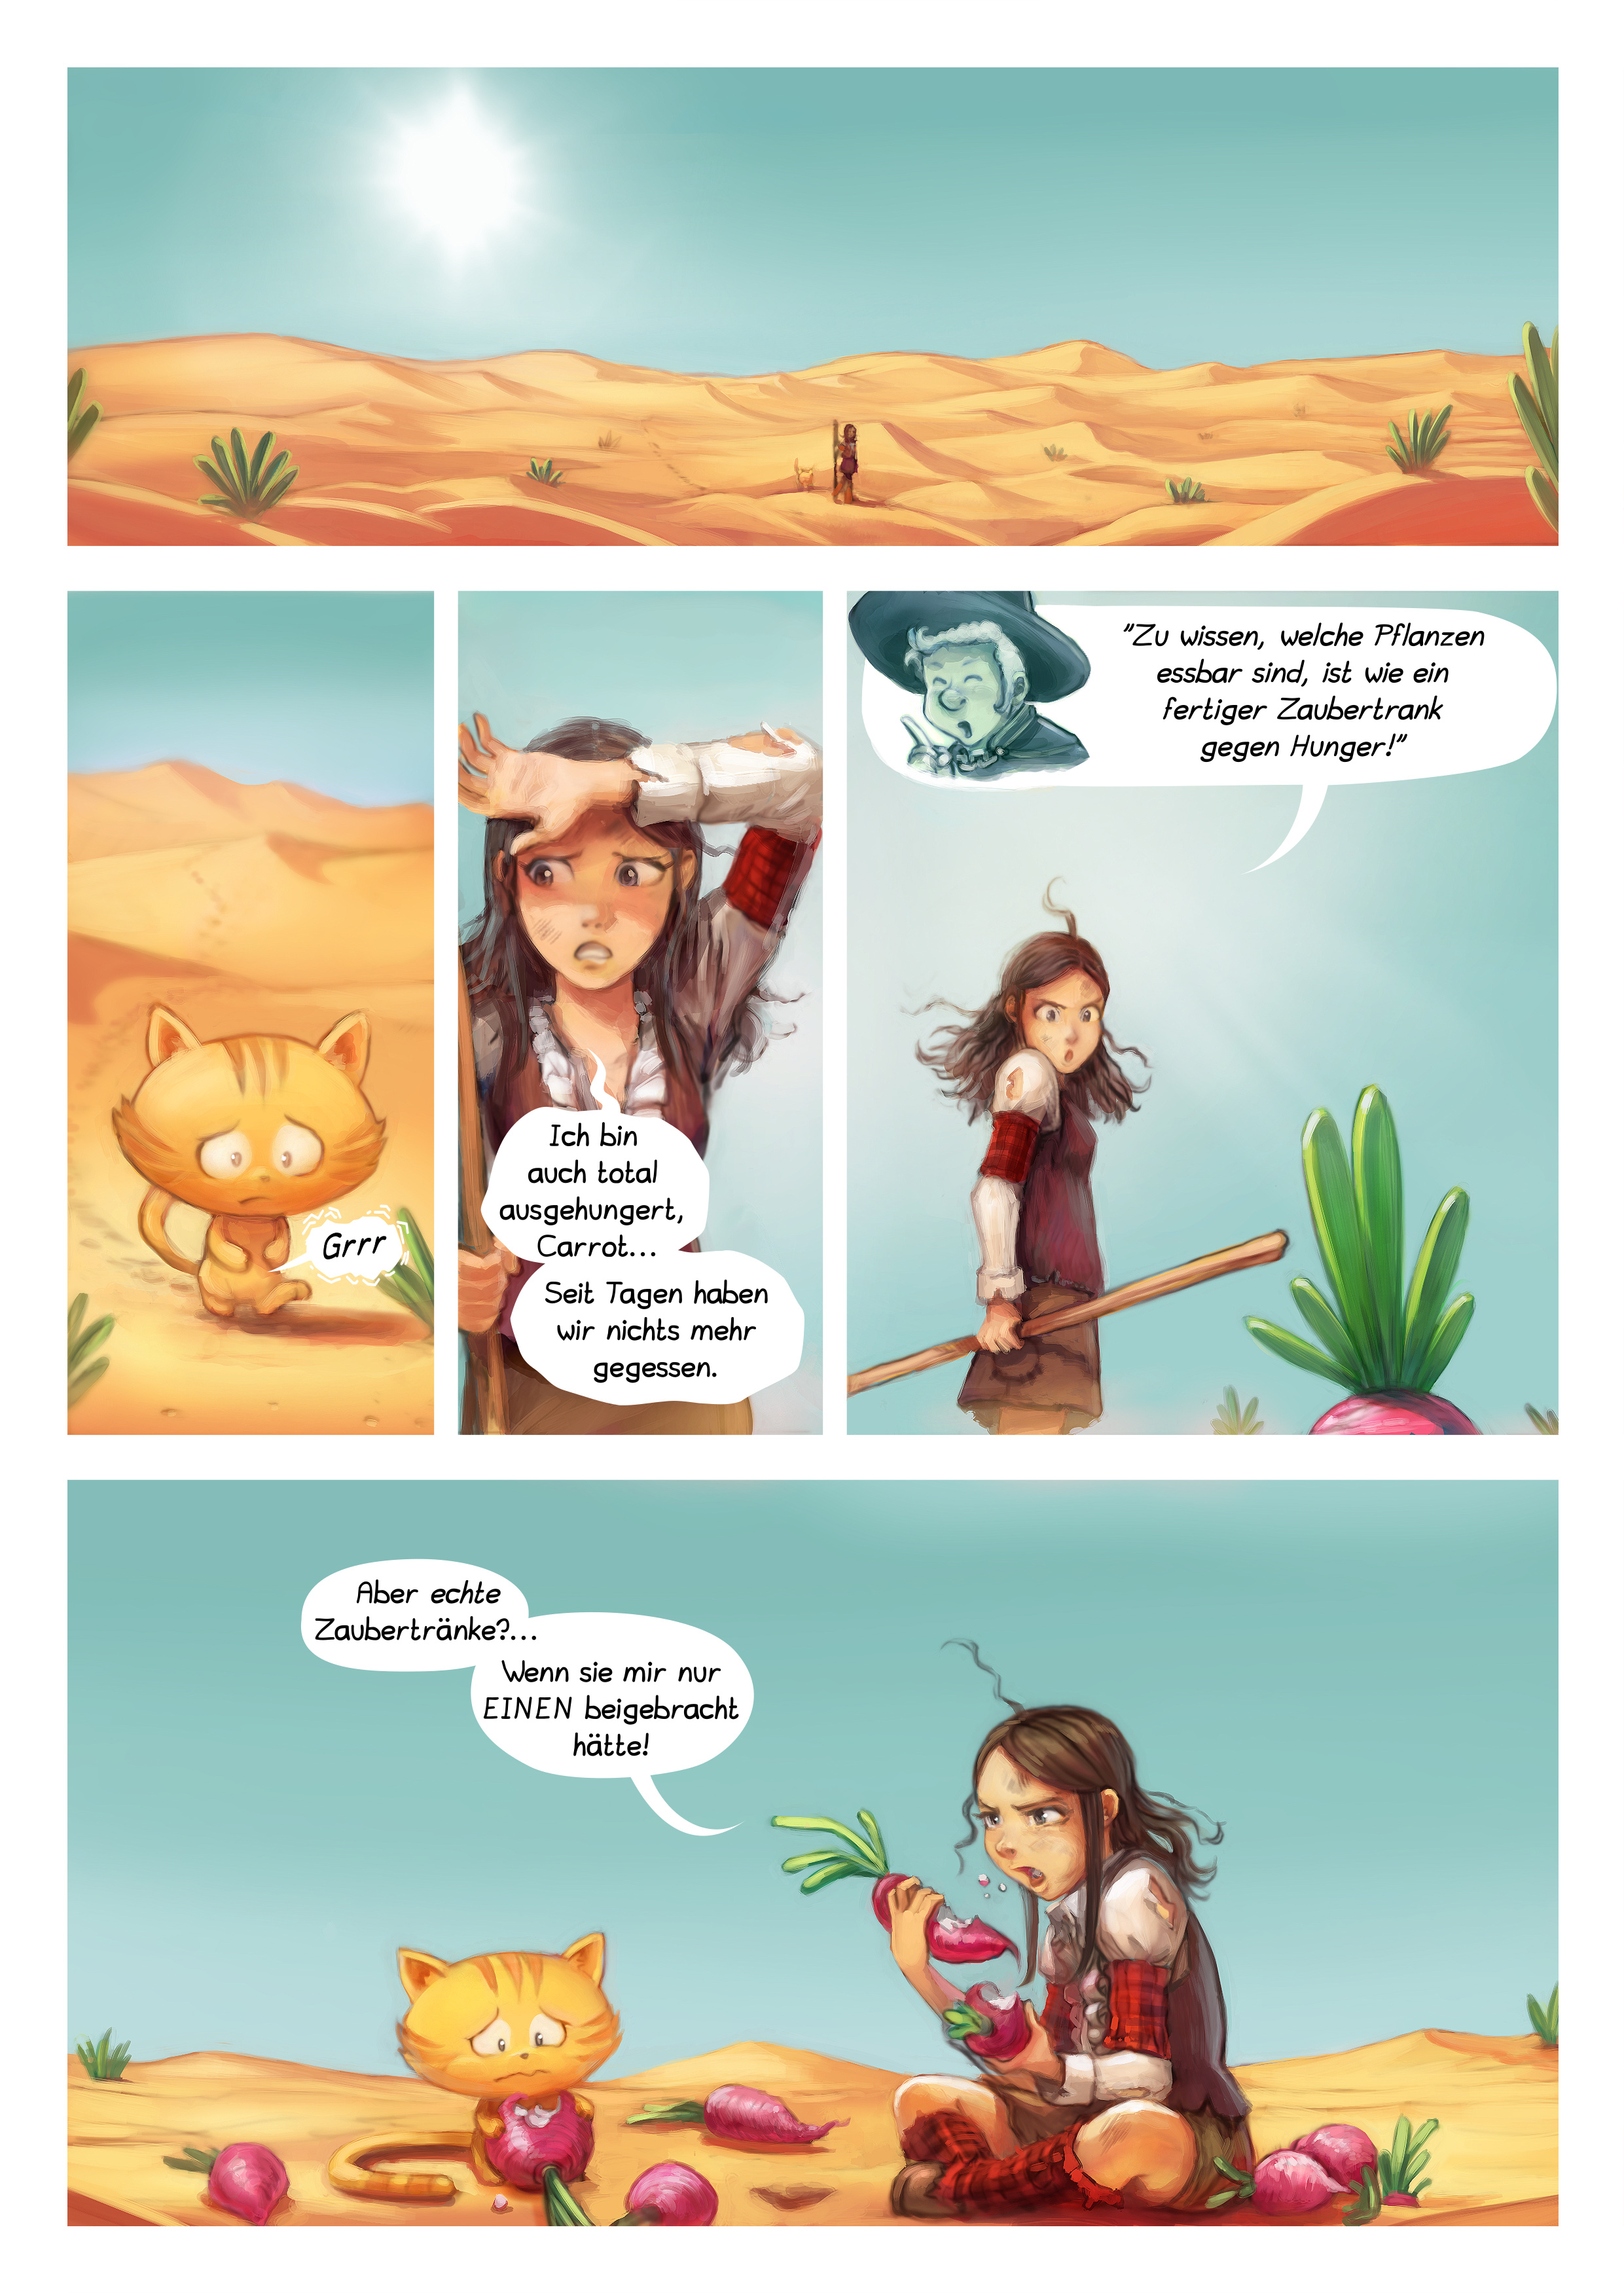 Grrr
Ich bin
auch total
ausgehungert,
Carrot...
Seit Tagen haben
wir nichts mehr
gegessen.
"Zu wissen, welche Pflanzen
essbar sind, ist wie ein
fertiger Zaubertrank
gegen Hunger!"
Aber echte
Zaubertränke?...
Wenn sie mir nur
EINEN beigebracht
hätte!